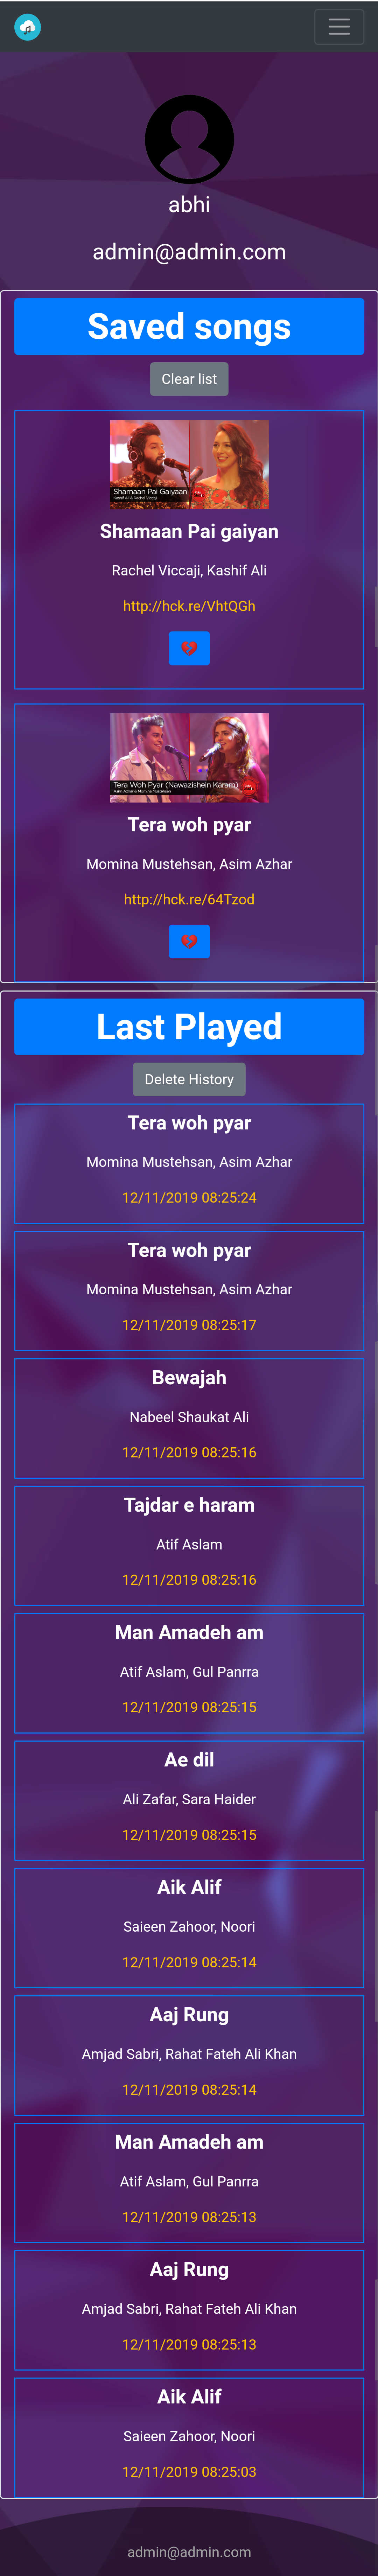 abhi
admin@admin.com
Saved songs
Clear list
Shamaan Pai Gaiyaan
Kashif Ali & Rachel Viccaji
Shamaan Pai gaiyan
Rachel Viccaji, Kashif Ali
http://hck.re/VhtQGh
Tera Woh Pyar (Nawazishein Karam)
Asim Azhar & Momina Mustehsan
Tera woh pyar
Momina Mustehsan, Asim Azhar
http://hck.re/64Tzod
Last Played
Delete History
Tera woh pyar
Momina Mustehsan, Asim Azhar
12/11/2019 08:25:24
Tera woh pyar
Momina Mustehsan, Asim Azhar
12/11/2019 08:25:17
Bewajah
Nabeel Shaukat Ali
12/11/2019 08:25:16
Tajdar e haram
Atif Aslam
12/11/2019 08:25:16
Man Amadeh am
Atif Aslam, Gul Panrra
12/11/2019 08:25:15
Ae dil
Ali Zafar, Sara Haider
12/11/2019 08:25:15
Aik Alif
Saieen Zahoor, Noori
12/11/2019 08:25:14
Aaj Rung
Amjad Sabri, Rahat Fateh Ali Khan
12/11/2019 08:25:14
Man Amadeh am
Atif Aslam, Gul Panrra
12/11/2019 08:25:13
Aaj Rung
Amjad Sabri, Rahat Fateh Ali Khan
12/11/2019 08:25:13
Aik Alif
Saieen Zahoor, Noori
12/11/2019 08:25:03
admin@admin.com